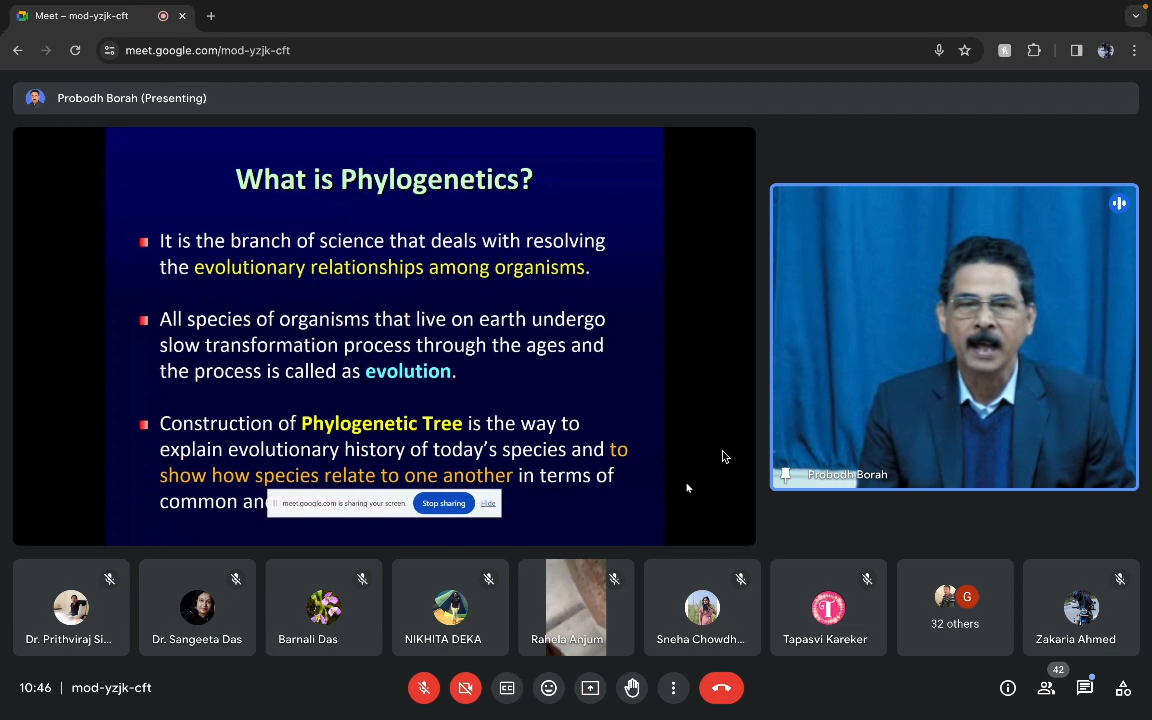 Meet – mod-yzjk-cft
meet.google.com/mod-yzjk-cft
Probodh Borah (Presenting)
What is Phylogenetics?
It is the branch of science that deals with resolving
the evolutionary relationships among organisms.
All species of organisms that live on earth undergo
slow transformation process through the ages and
the process is called as evolution.
Construction of Phylogenetic Tree is the way to
explain evolutionary history of today's species and to
show how species relate to one another in terms of
common
meet.google.com is sharing your screen. Stop sharing Hide
Probodh Borah
Dr. Prithviraj Si...
Dr. Sangeeta Das
Barnali Das
NIKHITA DEKA
Rahela Anjum
Sneha Chowdh...
T
Tapasvi Kareker
G
32 others
Zakaria Ahmed
10:46 | mod-yzjk-cft
42